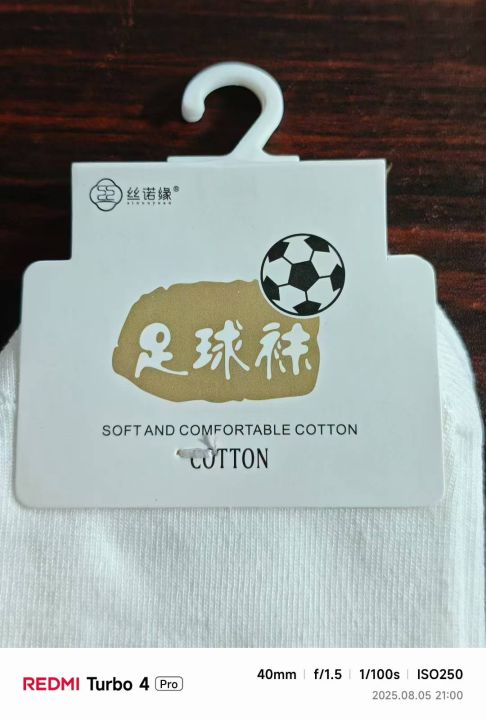 丝诺缘®
sinuoyuan
足球袜
SOFT AND COMFORTABLE COTTON
COTTON
REDMI Turbo 4 Pro
40mm | f/1.5 | 1/100s | ISO250
2025.08.05 21:00